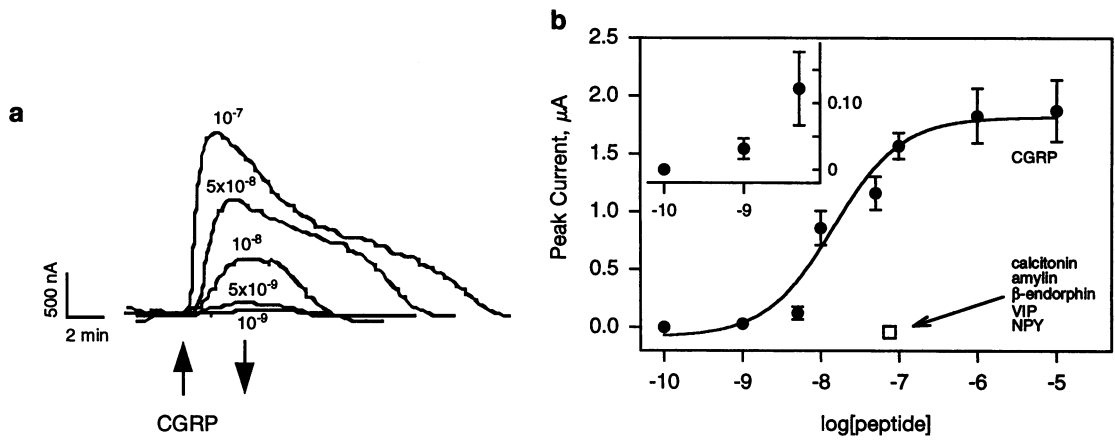 a
10⁻⁷
5x10⁻⁸
10⁻⁸
5x10⁻⁹
10⁻⁹
500 nA
2 min
CGRP
b
Peak Current, µA
2.5
2.0
1.5
1.0
0.5
0.0
0.10
0
-10
-9
CGRP
calcitonin
amylin
β-endorphin
VIP
NPY
-10
-9
-8
-7
-6
-5
log[peptide]